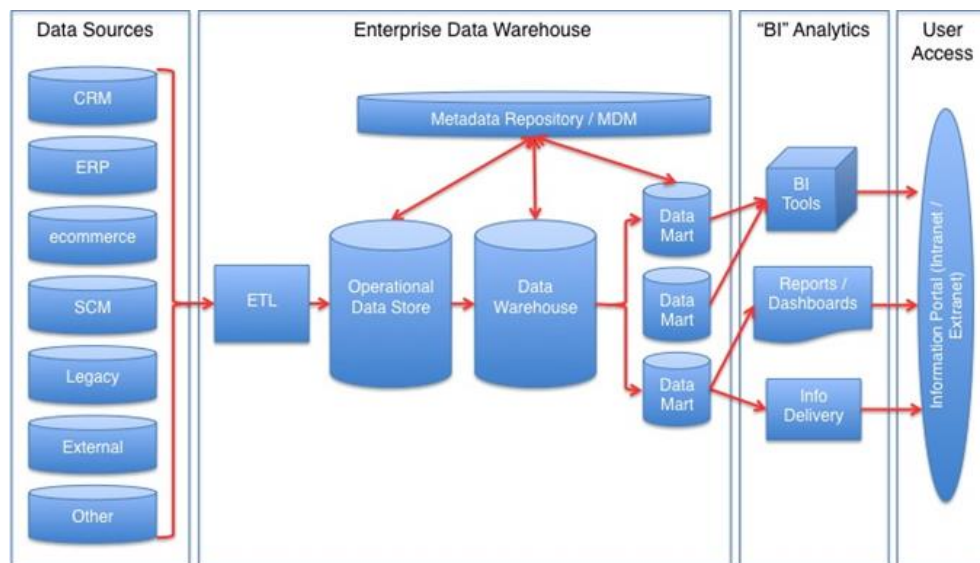 Data Sources
Enterprise Data Warehouse
“BI” Analytics
User
Access
CRM
ERP
ecommerce
SCM
Legacy
External
Other
Metadata Repository / MDM
ETL
Operational
Data Store
Data
Warehouse
Data
Mart
Data
Mart
Data
Mart
BI
Tools
Reports /
Dashboards
Info
Delivery
Information Portal (Intranet /
Extranet)